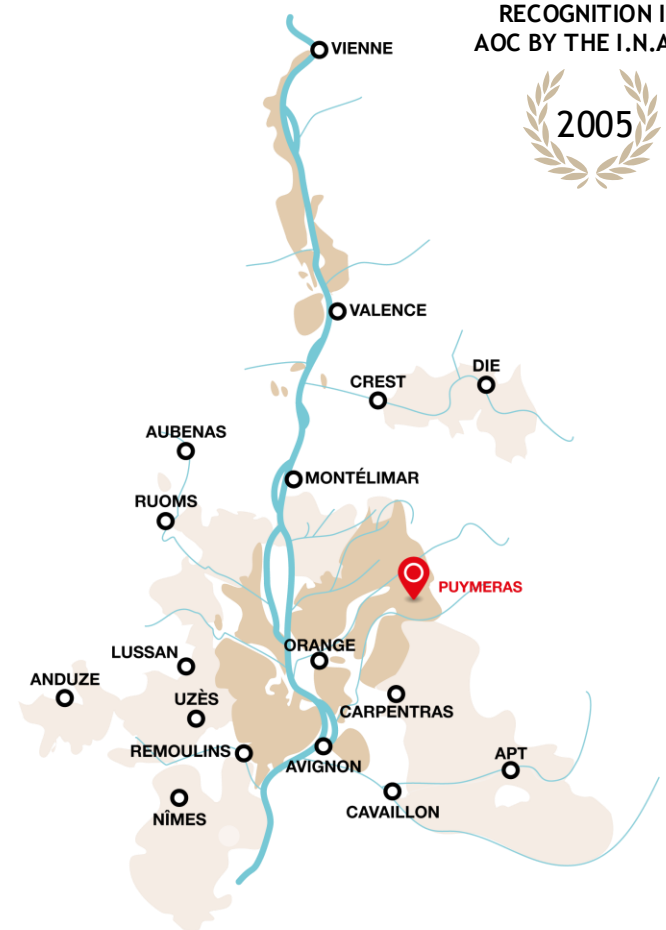 RECOGNITION I
AOC BY THE I.N.A
2005
VIENNE
VALENCE
DIE
CREST
AUBENAS
MONTÉLIMAR
RUOMS
PUYMERAS
ORANGE
LUSSAN
ANDUZE
UZÈS
CARPENTRAS
REMOULINS
AVIGNON
APT
CAVAILLON
NÎMES